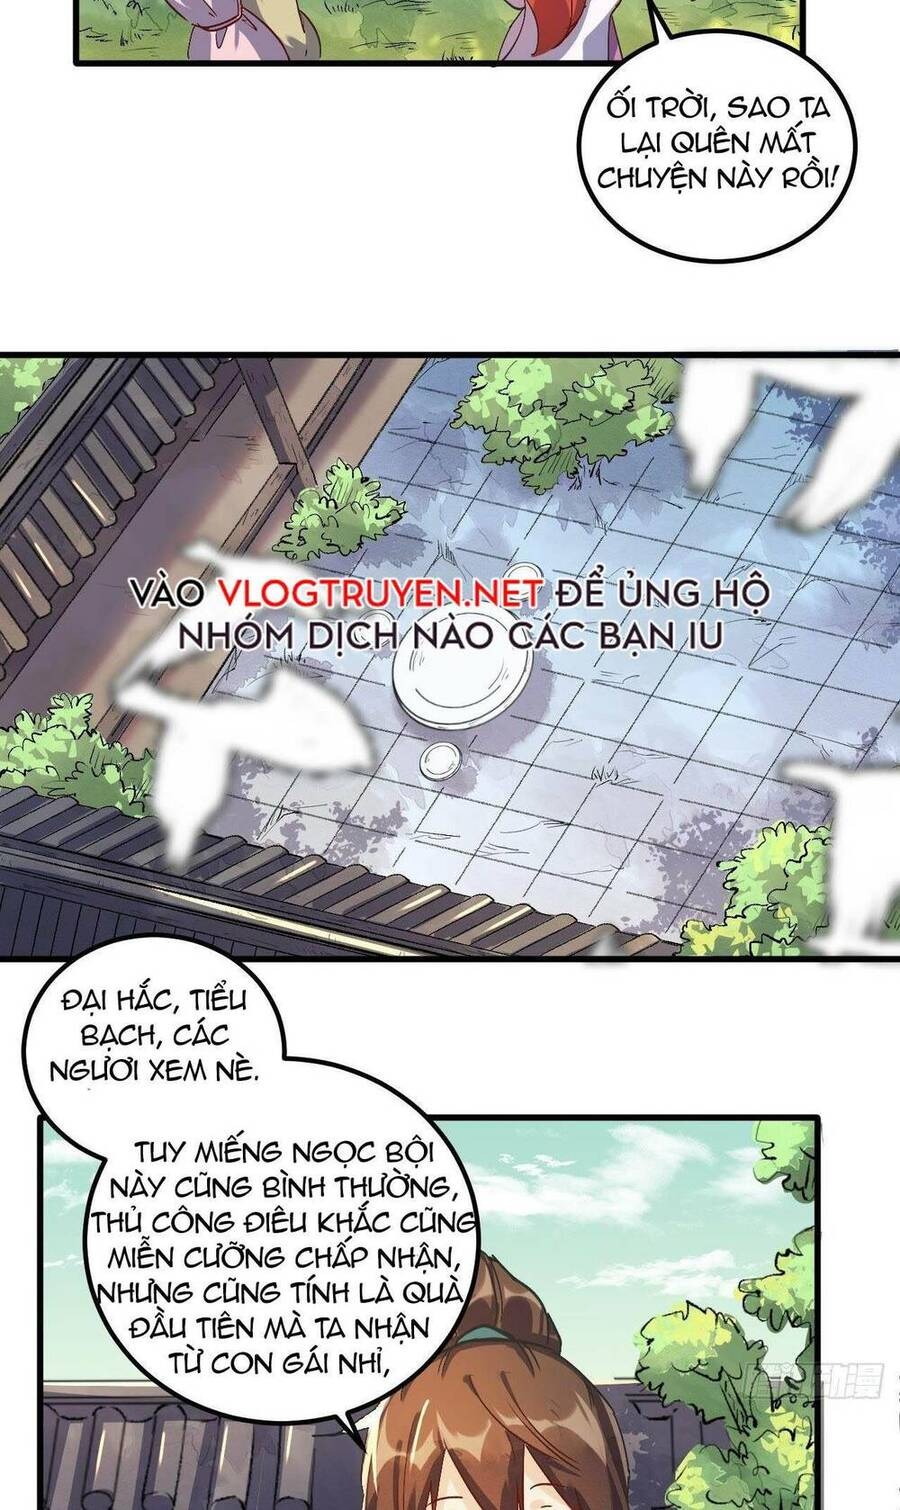 ỐI TRỜI, SAO TA
LẠI QUÊN MẤT
CHUYỆN NÀY RỒI!
VÀO VLOGTRUYEN.NET ĐỂ ỦNG HỘ
NHÓM DỊCH NÀO CÁC BẠN IU
ĐẠI HẮC, TIỂU
BẠCH, CÁC
NGƯƠI XEM NÈ.
TUY MIẾNG NGỌC BỘI
NÀY CŨNG BÌNH THƯỜNG,
THỦ CÔNG ĐIÊU KHẮC CŨNG
MIỄN CƯỠNG CHẤP NHẬN,
NHƯNG CŨNG TÍNH LÀ QUÀ
ĐẦU TIÊN MÀ TA NHẬN
TỪ CON GÁI NHỈ,